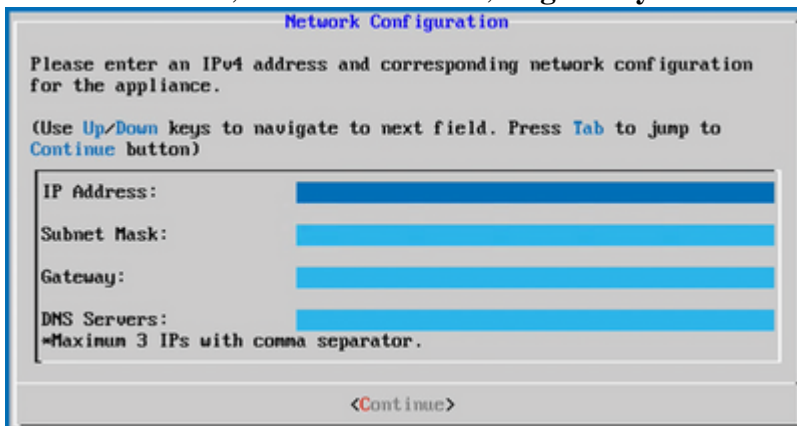 Network Configuration
Please enter an IPv4 address and corresponding network configuration
for the appliance.
(Use Up/Down keys to navigate to next field. Press Tab to jump to
Continue button)
IP Address:
Subnet Mask:
Gateway:
DNS Servers:
*Maximum 3 IPs with comma separator.
<Continue>